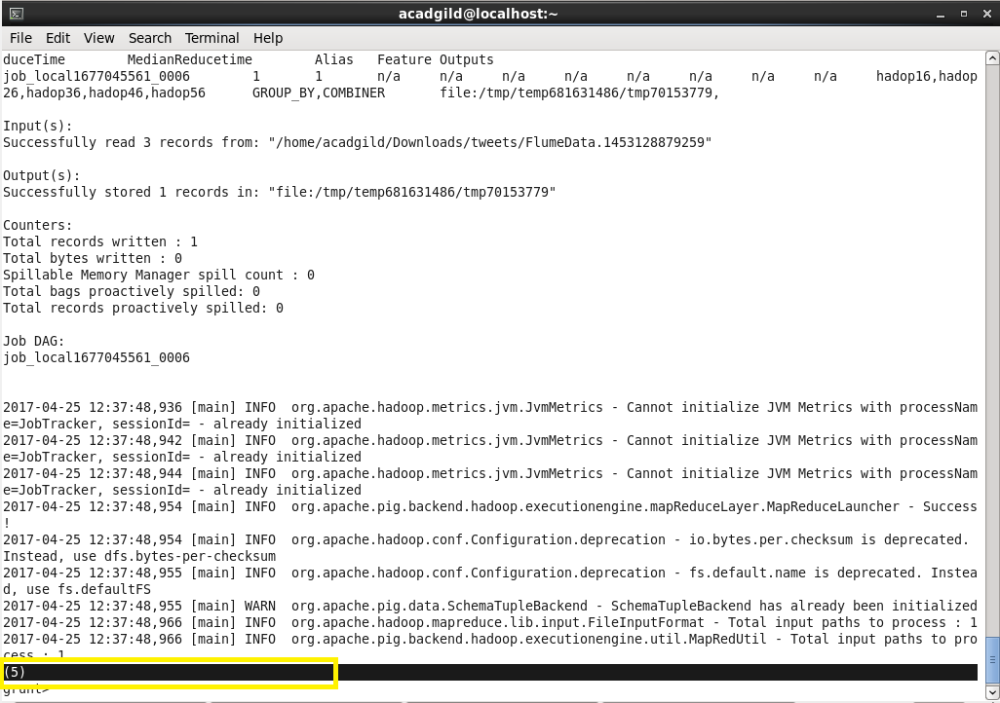 acadgild@localhost:~
File Edit View Search Terminal Help
duceTime MedianReducetime Alias Feature Outputs
job_local1677045561_0006 1 1 n/a n/a n/a n/a n/a n/a n/a n/a hadop16,hadop
26,hadop36,hadop46,hadop56 GROUP_BY,COMBINER file:/tmp/temp681631486/tmp70153779,
Input(s):
Successfully read 3 records from: "/home/acadgild/Downloads/tweets/FlumeData.1453128879259"
Output(s):
Successfully stored 1 records in: "file:/tmp/temp681631486/tmp70153779"
Counters:
Total records written : 1
Total bytes written : 0
Spillable Memory Manager spill count : 0
Total bags proactively spilled: 0
Total records proactively spilled: 0
Job DAG:
job_local1677045561_0006
2017-04-25 12:37:48,936 [main] INFO org.apache.hadoop.metrics.jvm.JvmMetrics - Cannot initialize JVM Metrics with processNam
e=JobTracker, sessionId= - already initialized
2017-04-25 12:37:48,942 [main] INFO org.apache.hadoop.metrics.jvm.JvmMetrics - Cannot initialize JVM Metrics with processNam
e=JobTracker, sessionId= - already initialized
2017-04-25 12:37:48,944 [main] INFO org.apache.hadoop.metrics.jvm.JvmMetrics - Cannot initialize JVM Metrics with processNam
e=JobTracker, sessionId= - already initialized
2017-04-25 12:37:48,954 [main] INFO org.apache.pig.backend.hadoop.executionengine.mapReduceLayer.MapReduceLauncher - Success
!
2017-04-25 12:37:48,954 [main] INFO org.apache.hadoop.conf.Configuration.deprecation - io.bytes.per.checksum is deprecated.
Instead, use dfs.bytes-per-checksum
2017-04-25 12:37:48,955 [main] INFO org.apache.hadoop.conf.Configuration.deprecation - fs.default.name is deprecated. Instea
d, use fs.defaultFS
2017-04-25 12:37:48,955 [main] WARN org.apache.pig.data.SchemaTupleBackend - SchemaTupleBackend has already been initialized
2017-04-25 12:37:48,966 [main] INFO org.apache.hadoop.mapreduce.lib.input.FileInputFormat - Total input paths to process : 1
2017-04-25 12:37:48,966 [main] INFO org.apache.pig.backend.hadoop.executionengine.util.MapRedUtil - Total input paths to pro
cess : 1
(5)
grunt>